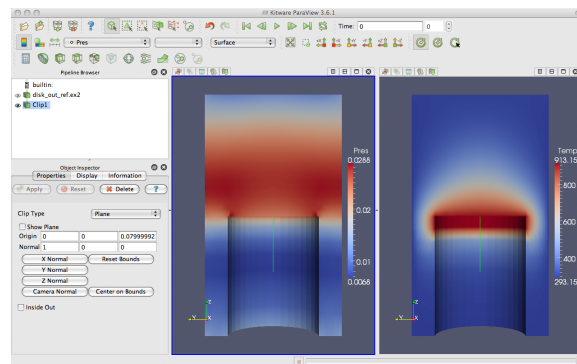 Kitware ParaView 3.6.1
Time: 0 0
Pres Surface
Pipeline Browser
builtin:
disk_out_ref.ex2
Clip1
Object Inspector
Properties Display Information
Apply Reset Delete ?
Clip Type Plane
Show Plane
Origin 0 0 0.07999992
Normal 1 0 0
X Normal Reset Bounds
Y Normal
Z Normal
Camera Normal Center on Bounds
Inside Out
Pres
0.0288
0.02
0.01
0.0068
Z
Y X
Temp
913.15
800
600
400
293.15
Z
Y X